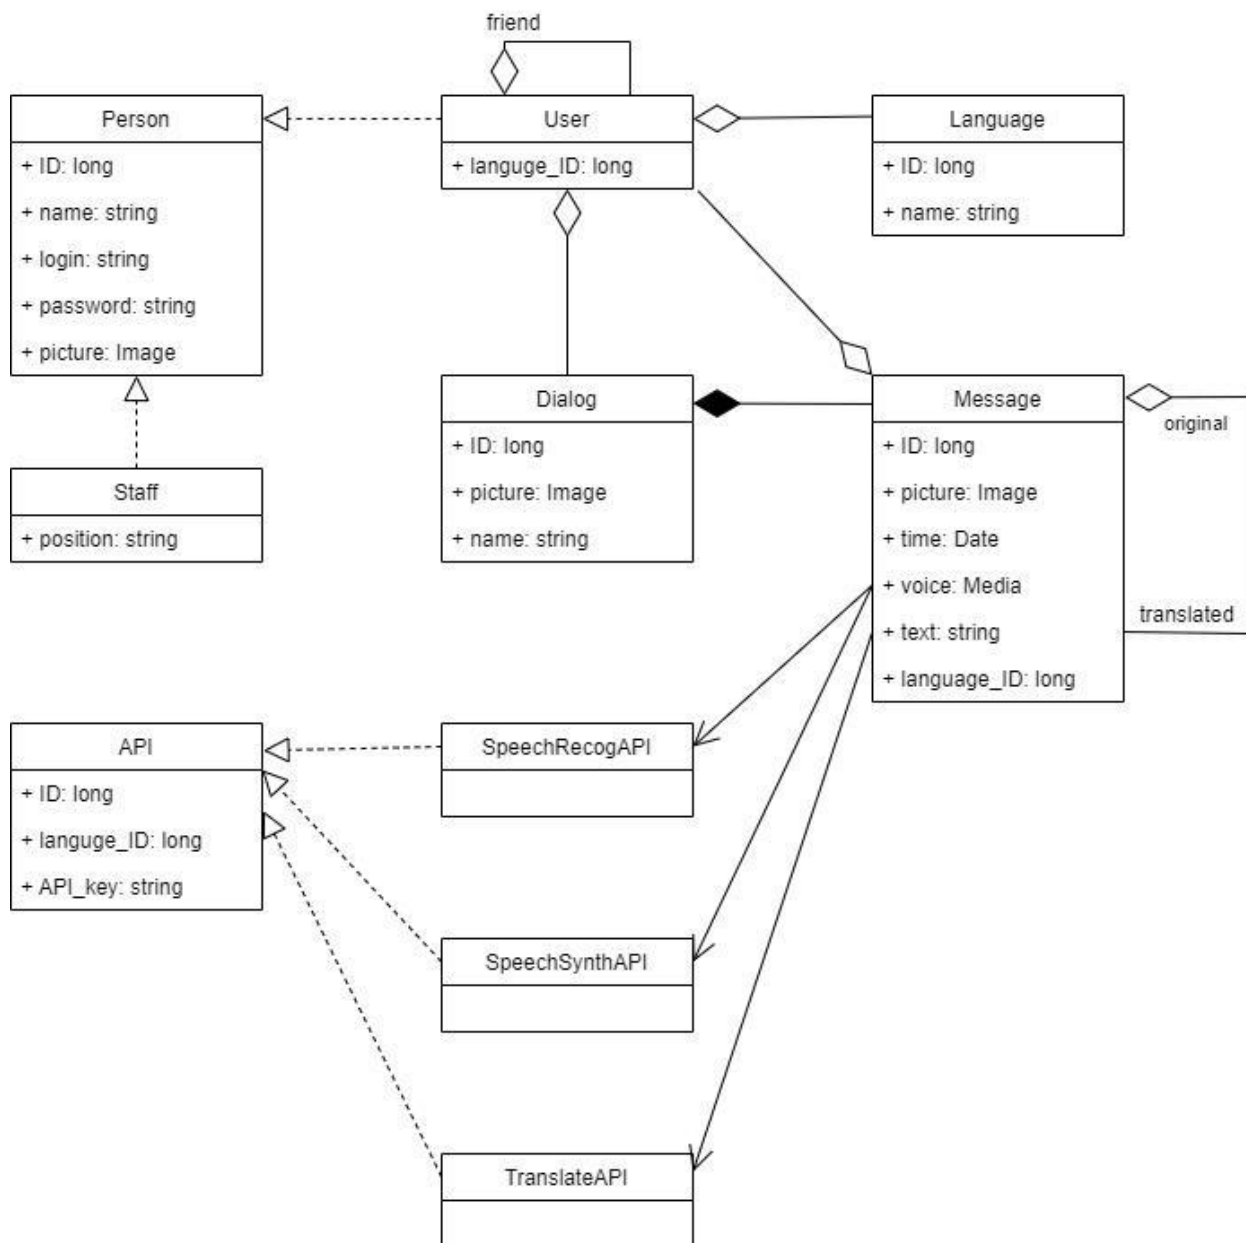 friend
Person
+ ID: long
+ name: string
+ login: string
+ password: string
+ picture: Image
User
+ languge_ID: long
Language
+ ID: long
+ name: string
Staff
+ position: string
Dialog
+ ID: long
+ picture: Image
+ name: string
Message
+ ID: long
+ picture: Image
+ time: Date
+ voice: Media
+ text: string
+ language_ID: long
original
translated
API
+ ID: long
+ languge_ID: long
+ API_key: string
SpeechRecogAPI
SpeechSynthAPI
TranslateAPI